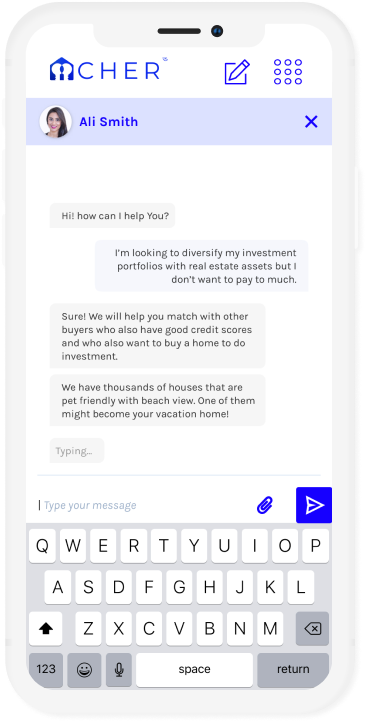 CHER
Ali Smith
Hi! how can I help You?
I'm looking to diversify my investment
portfolios with real estate assets but I
don't want to pay to much.
Sure! We will help you match with other
buyers who also have good credit scores
and who also want to buy a home to do
investment.
We have thousands of houses that are
pet friendly with beach view. One of them
might become your vacation home!
Typing...
Type your message
Q W E R T Y U I O P
A S D F G H J K L
Z X C V B N M
123 space return